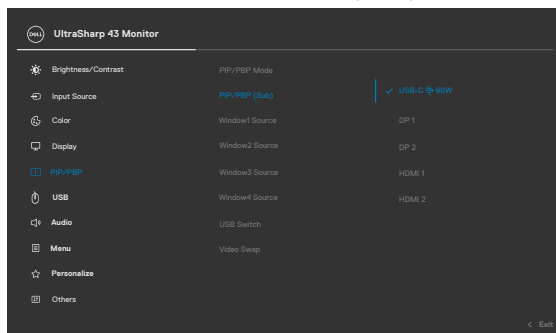 DELL
UltraSharp 43 Monitor
Brightness/Contrast
Input Source
Color
Display
PIP/PBP
USB
Audio
Menu
Personalize
Others
PIP/PBP Mode
PIP/PBP (Sub)
Window1 Source
Window2 Source
Window3 Source
Window4 Source
USB Switch
Video Swap
USB-C 90W
DP 1
DP 2
HDMI 1
HDMI 2
Exit